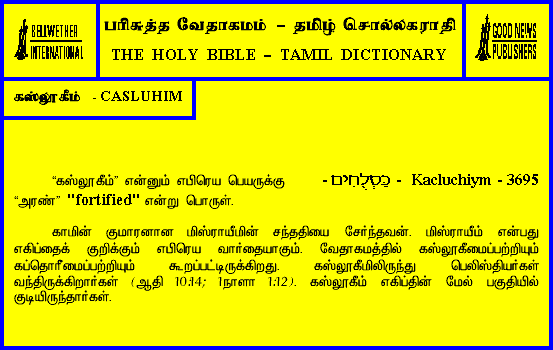 BELLWETHER
INTERNATIONAL
பரிசுத்த வேதாகமம் – தமிழ் சொல்லகராதி
THE HOLY BIBLE – TAMIL DICTIONARY
GOOD NEWS
PUBLISHERS
கஸ்லூகீம் - CASLUHIM
“கஸ்லூகீம்” என்னும் எபிரெய பெயருக்கு - כַּסְלֻחִים - Kacluchiym - 3695
“அரண்” "fortified" என்று பொருள்.
காமின் குமாரனான மிஸ்ராயீமின் சந்ததியை சேர்ந்தவன். மிஸ்ராயீம் என்பது
எகிப்தைக் குறிக்கும் எபிரெய வார்தையாகும். வேதாகமத்தில் கஸ்லூகீமைப்பற்றியும்
கப்தொரீமைப்பற்றியும் கூறப்பட்டிருக்கிறது. கஸ்லூகீமிலிருந்து பெலிஸ்தியர்கள்
வந்திருக்கிறார்கள் (ஆதி 10:14; 1நாளா 1:12). கஸ்லூகீம் எகிப்தின் மேல் பகுதியில்
குடியிருந்தார்கள்.